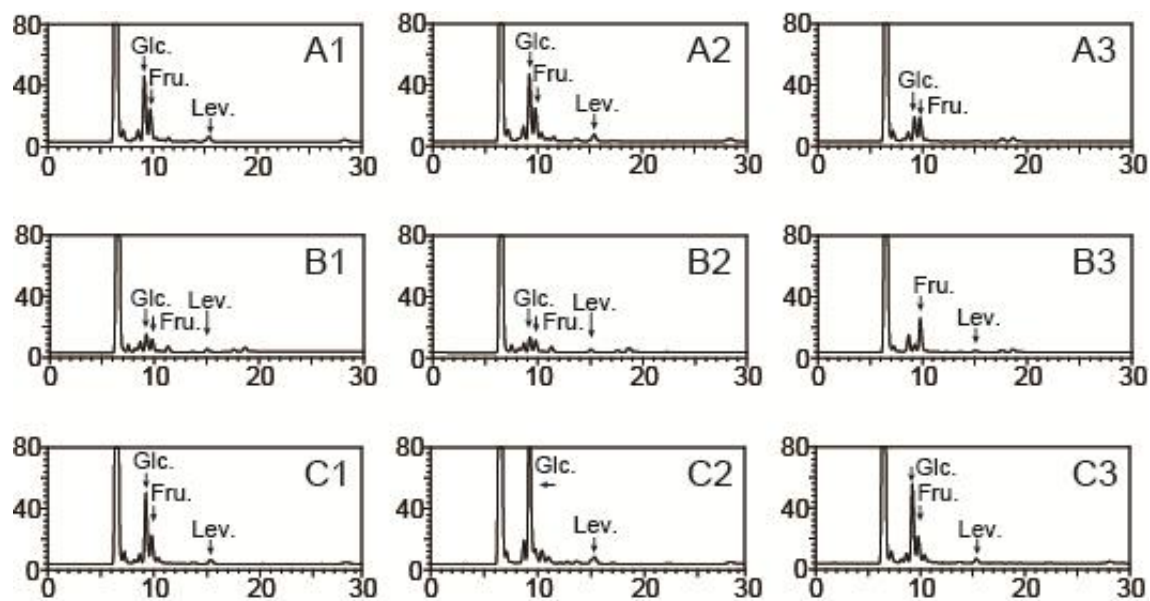 80 80 80
Glc. A1 Glc. A2 A3
Fru. Fru. Glc.
40 40 40 Fru.
Lev. Lev.
0 0 0
0 10 20 30 0 10 20 30 0 10 20 30
80 80 80
B1 B2 B3
Glc. Lev. Glc. Lev. Fru.
40 40 40
Fru. Fru. Lev.
0 0 0
0 10 20 30 0 10 20 30 0 10 20 30
80 80 80
Glc. C1 Glc. C2 Glc. C3
Fru. Fru.
40 40 40
Lev. Lev. Lev.
0 0 0
0 10 20 30 0 10 20 30 0 10 20 30